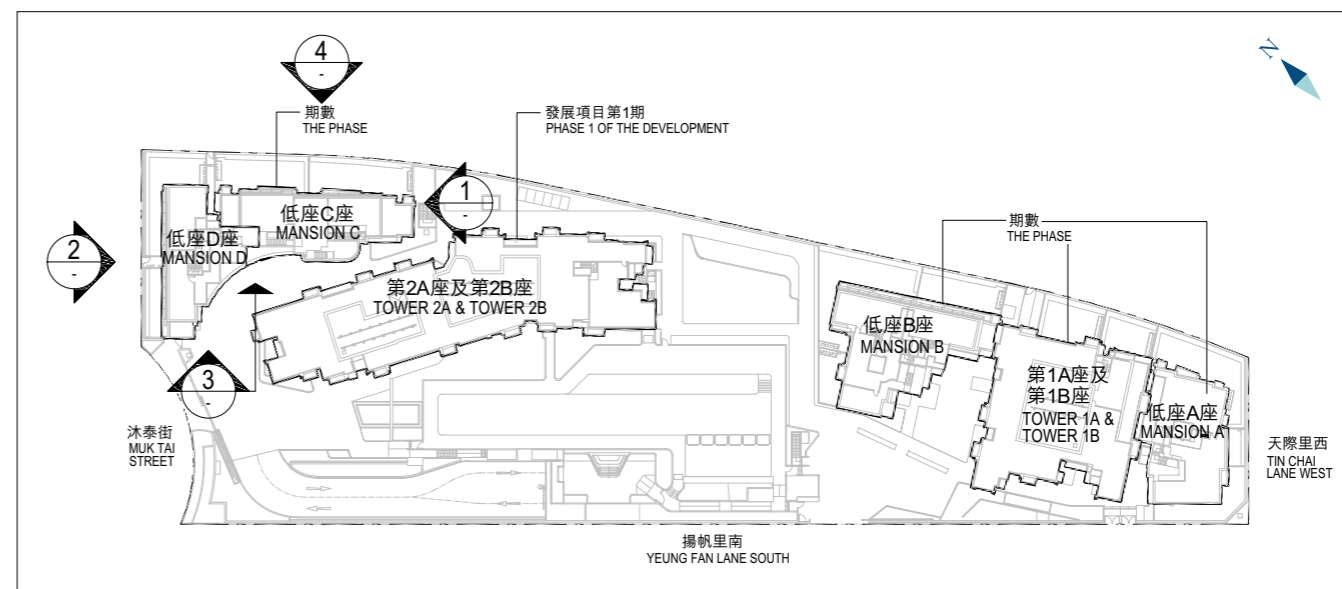 4
-
N
期數
THE PHASE
發展項目第1期
PHASE 1 OF THE DEVELOPMENT
1
-
低座C座
MANSION C
低座D座
MANSION D
2
-
期數
THE PHASE
第2A座及第2B座
TOWER 2A & TOWER 2B
低座B座
MANSION B
3
-
第1A座及
第1B座
TOWER 1A &
TOWER 1B
低座A座
MANSION A
沐泰街
MUK TAI
STREET
天際里西
TIN CHAI
LANE WEST
揚帆里南
YEUNG FAN LANE SOUTH